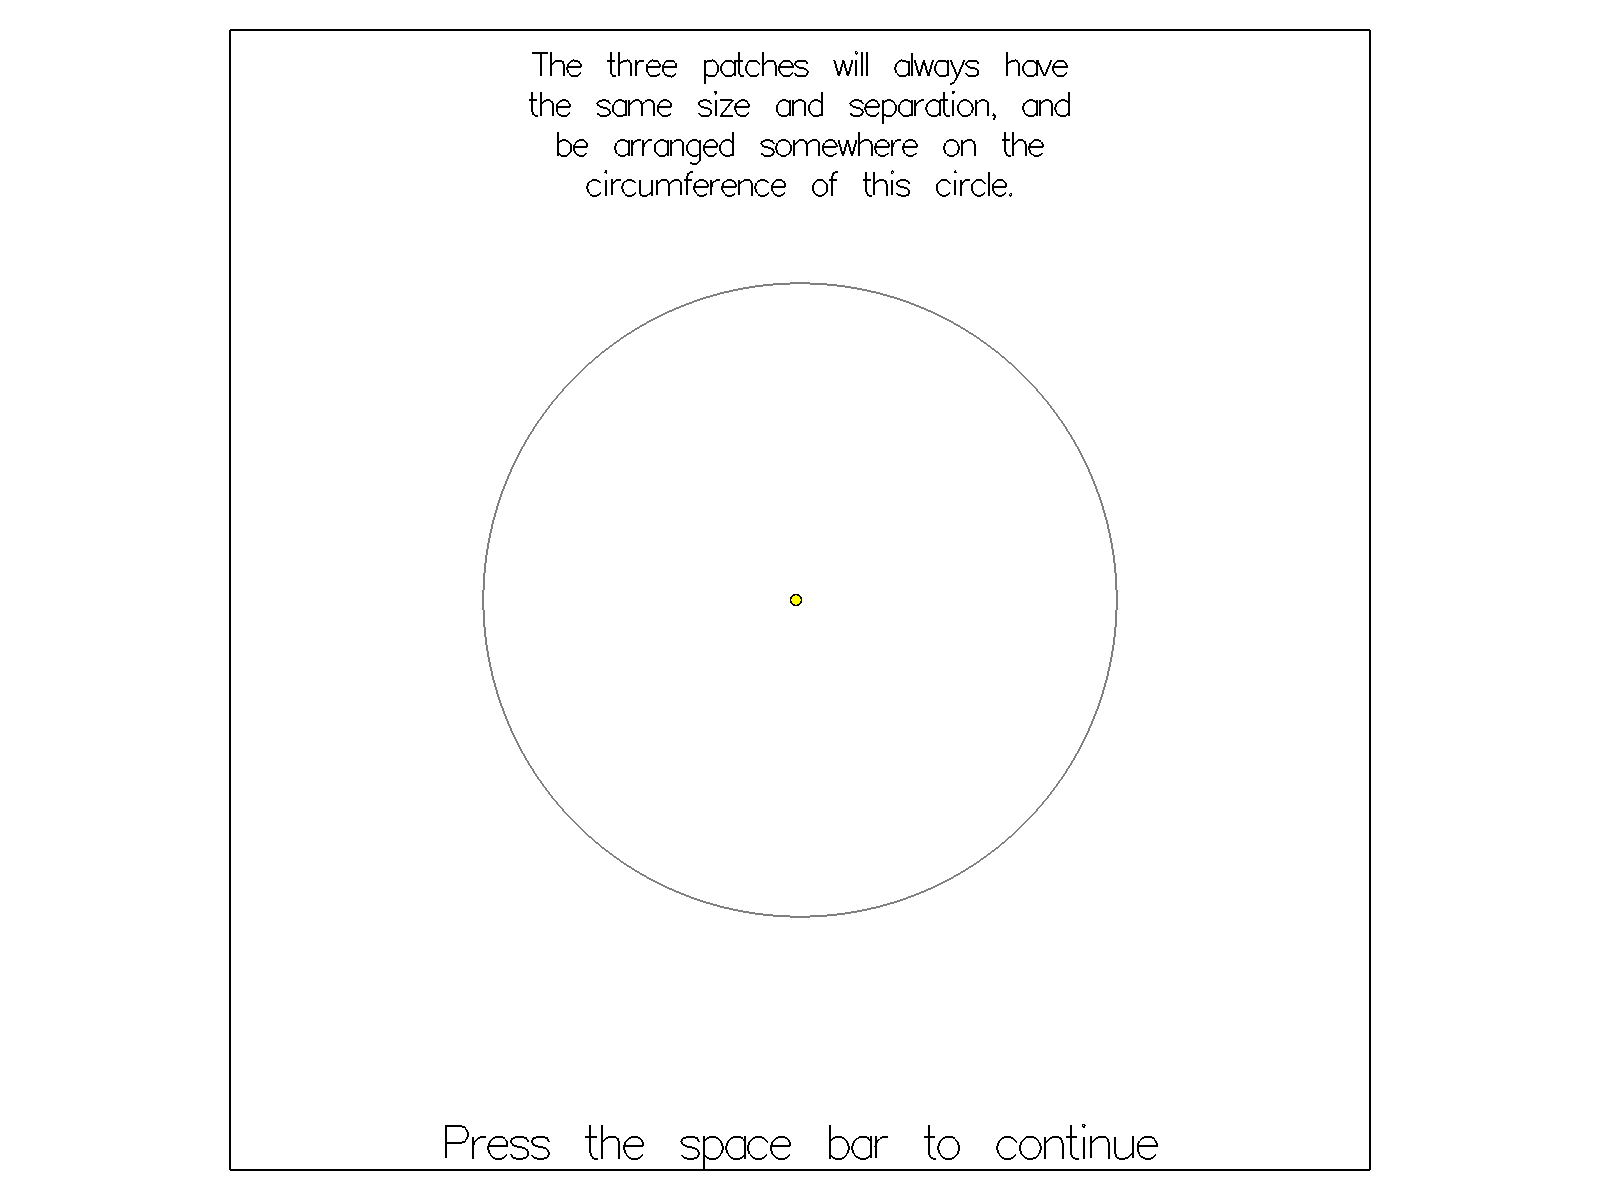 The three patches will always have
the same size and separation, and
be arranged somewhere on the
circumference of this circle.
Press the space bar to continue